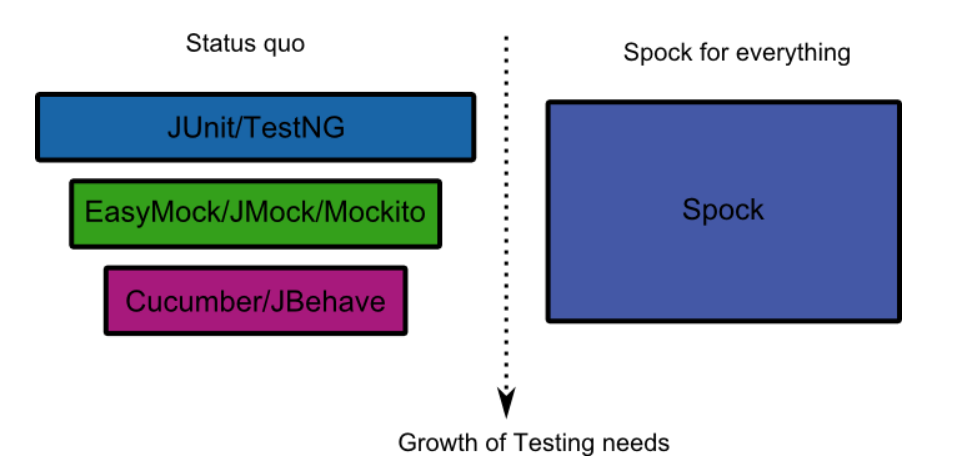 Status quo
Spock for everything
JUnit/TestNG
EasyMock/JMock/Mockito
Spock
Cucumber/JBehave
Growth of Testing needs